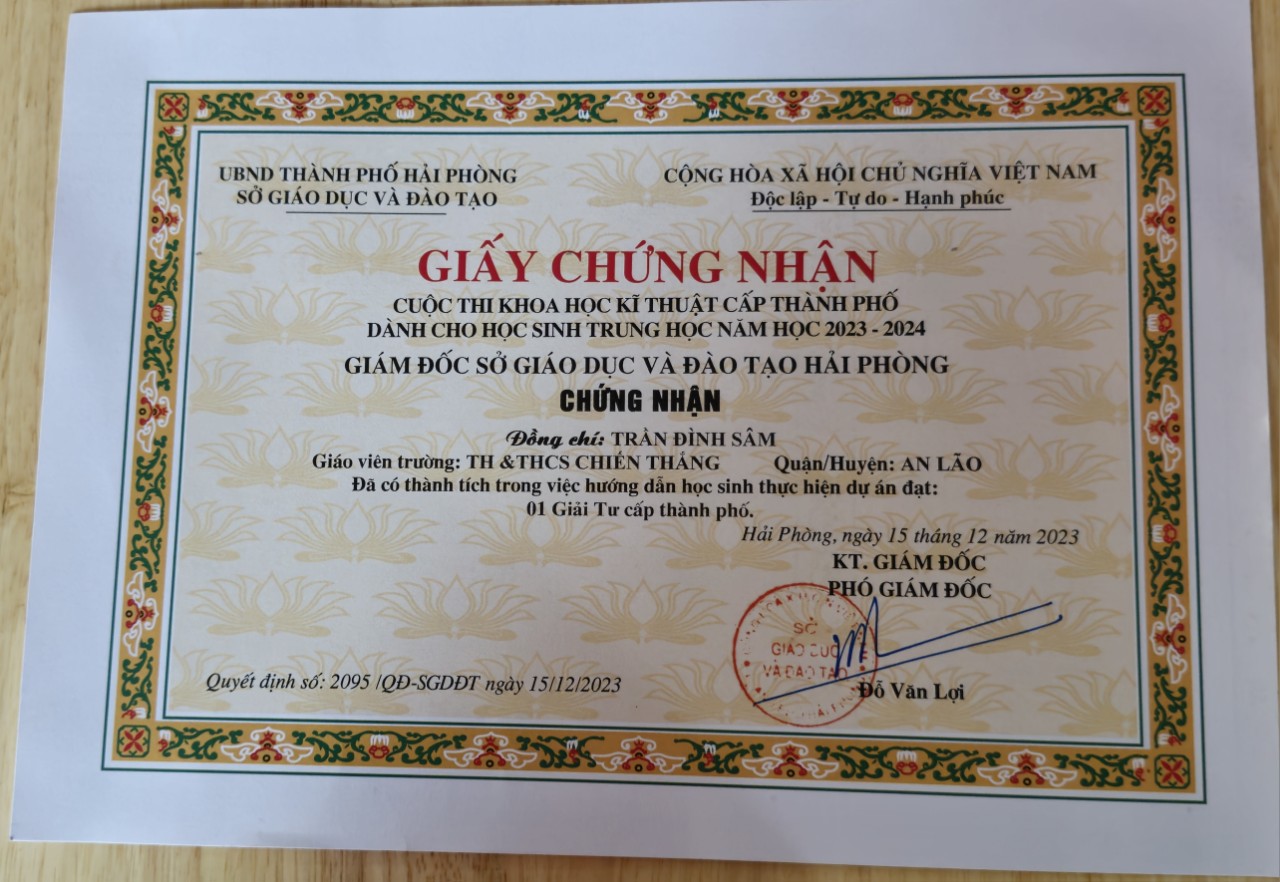 UBND THÀNH PHỐ HẢI PHÒNG
SỞ GIÁO DỤC VÀ ĐÀO TẠO
CỘNG HÒA XÃ HỘI CHỦ NGHĨA VIỆT NAM
Độc lập - Tự do - Hạnh phúc
GIẤY CHỨNG NHẬN
CUỘC THI KHOA HỌC KĨ THUẬT CẤP THÀNH PHỐ
DÀNH CHO HỌC SINH TRUNG HỌC NĂM HỌC 2023 - 2024
GIÁM ĐỐC SỞ GIÁO DỤC VÀ ĐÀO TẠO HẢI PHÒNG
CHỨNG NHẬN
Đồng chí: TRẦN ĐÌNH SÂM
Giáo viên trường: TH &THCS CHIẾN THẮNG Quận/Huyện: AN LÃO
Đã có thành tích trong việc hướng dẫn học sinh thực hiện dự án đạt:
01 Giải Tư cấp thành phố.
Hải Phòng, ngày 15 tháng 12 năm 2023
KT. GIÁM ĐỐC
PHÓ GIÁM ĐỐC
SỞ
GIÁO DỤC
VÀ ĐÀO TẠO
Quyết định số: 2095 /QĐ-SGDĐT ngày 15/12/2023
Đỗ Văn Lợi